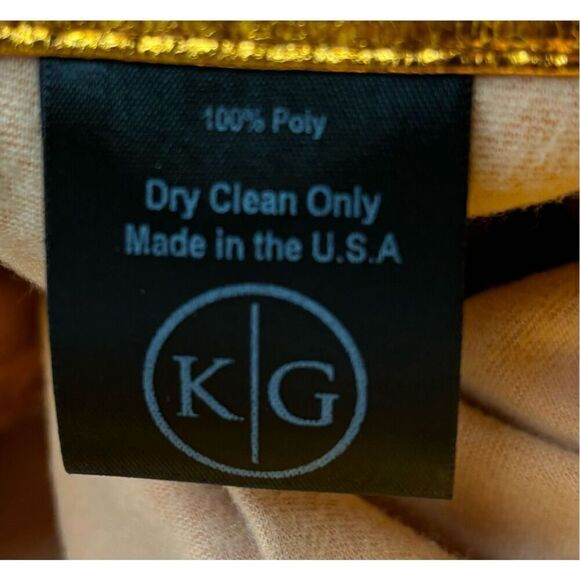 100% Poly
Dry Clean Only
Made in the U.S.A
K|G